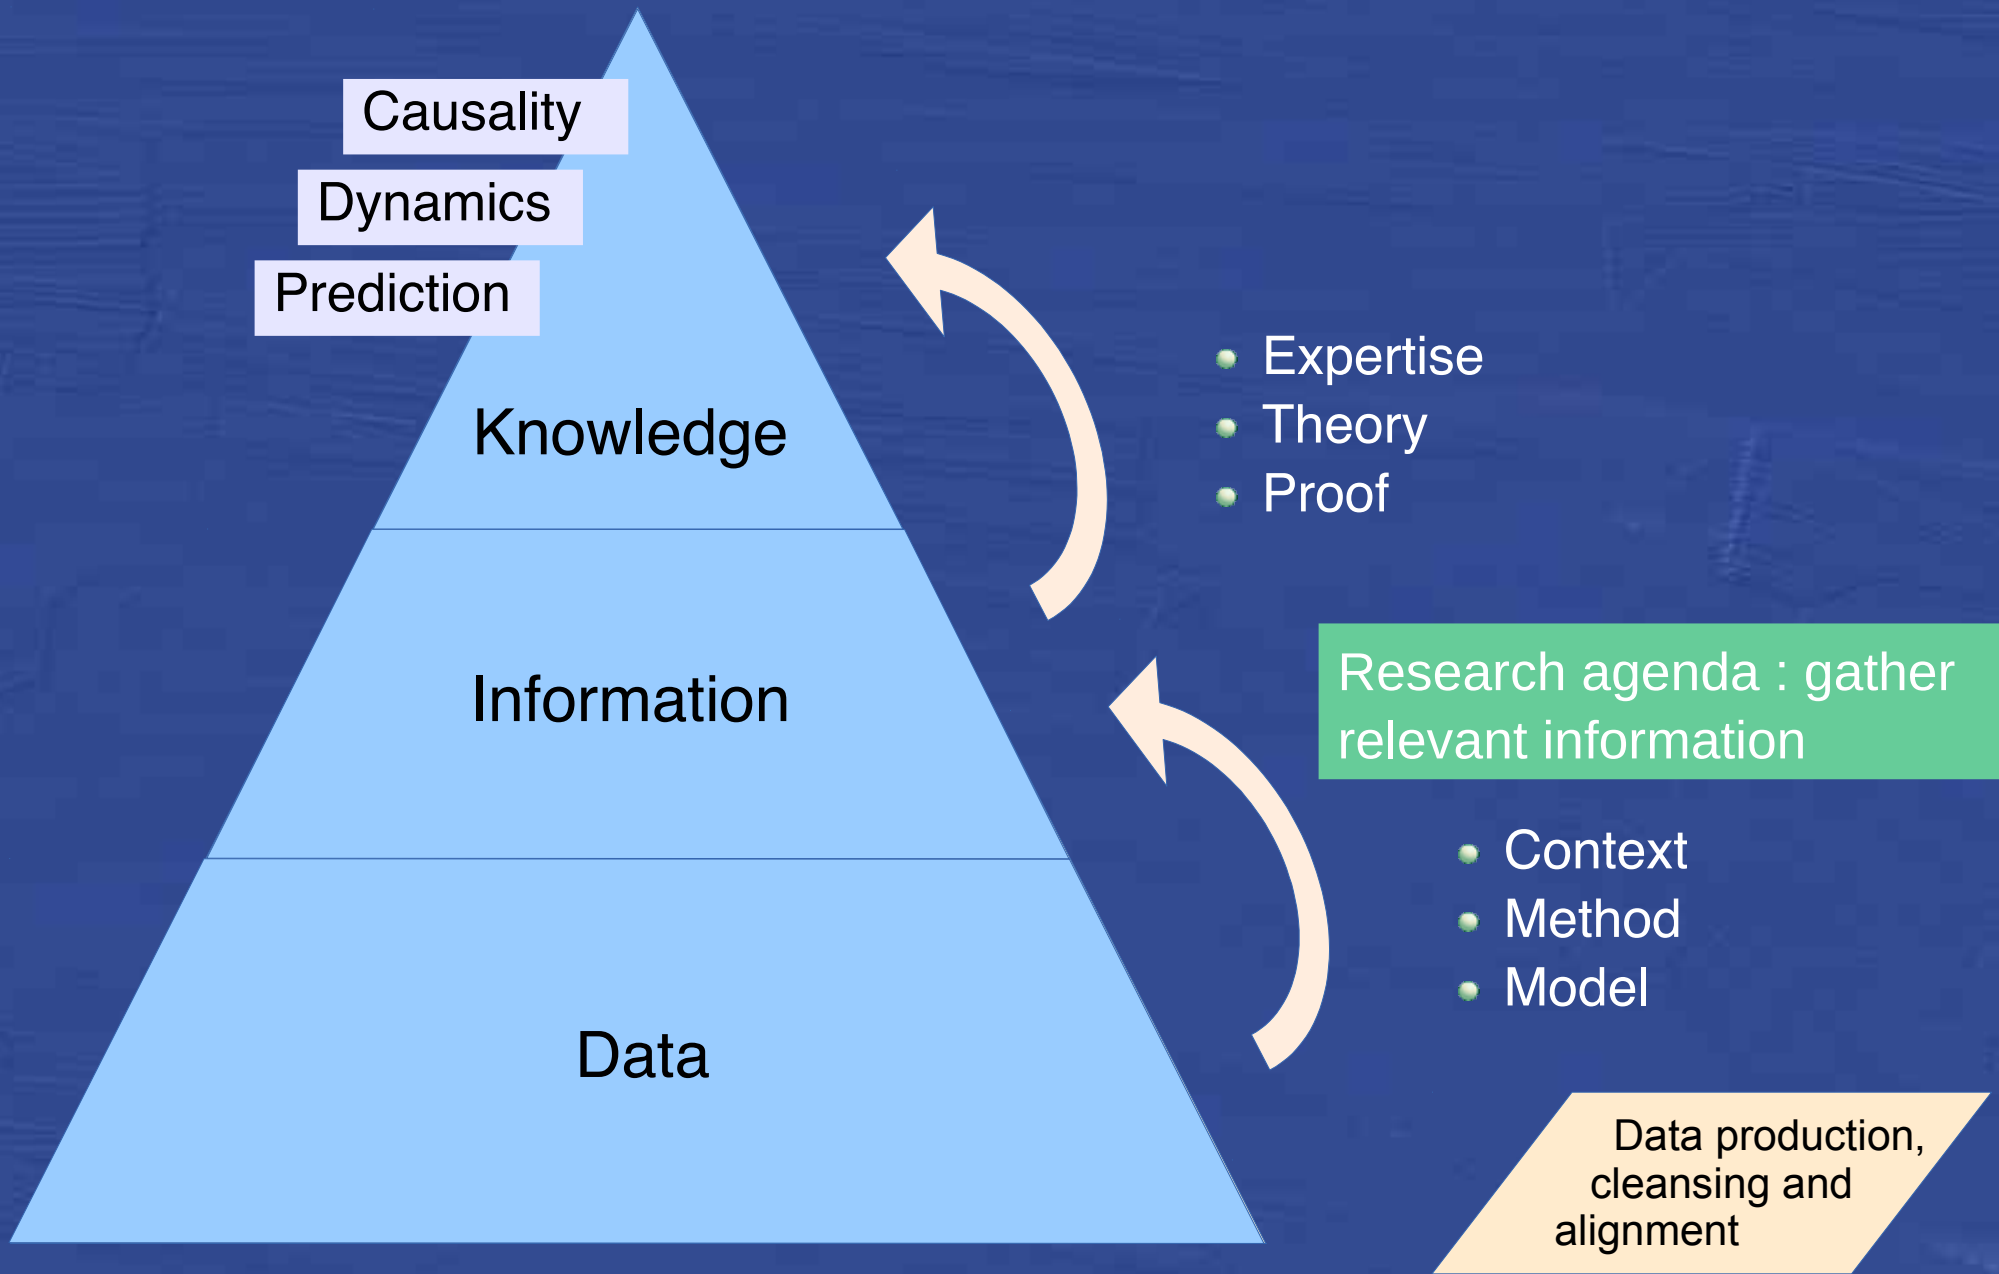 Causality
Dynamics
Prediction
Knowledge
Information
Data
Expertise
Theory
Proof
Research agenda : gather
relevant information
Context
Method
Model
Data production,
cleansing and
alignment